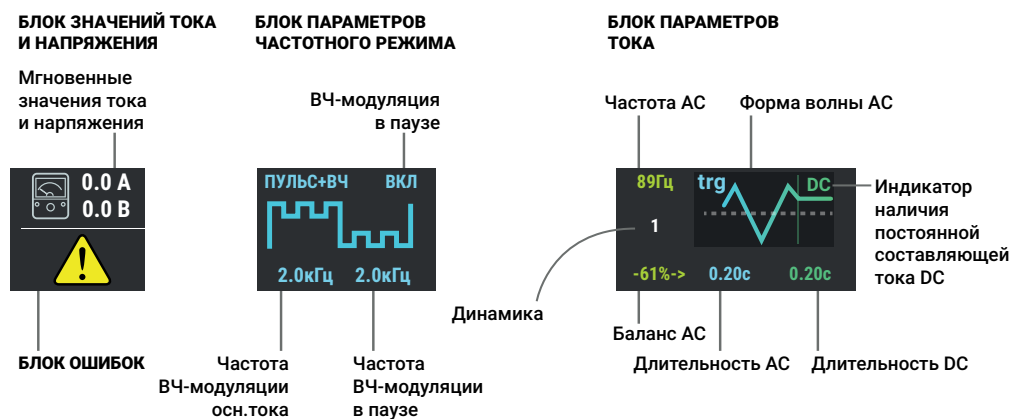 БЛОК ЗНАЧЕНИЙ ТОКА
И НАПРЯЖЕНИЯ
Мгновенные
значения тока
и нарпяжения
0.0 А
0.0 В
БЛОК ОШИБОК
БЛОК ПАРАМЕТРОВ
ЧАСТОТНОГО РЕЖИМА
ВЧ-модуляция
в паузе
ПУЛЬС+ВЧ ВКЛ
2.0кГц 2.0кГц
Частота
ВЧ-модуляции
осн.тока
Частота
ВЧ-модуляции
в паузе
БЛОК ПАРАМЕТРОВ
ТОКА
Частота AC
Форма волны AC
89Гц trg DC
1
-61%-> 0.20с 0.20с
Индикатор
наличия
постоянной
составляющей
тока DC
Динамика
Баланс AC
Длительность AC
Длительность DC